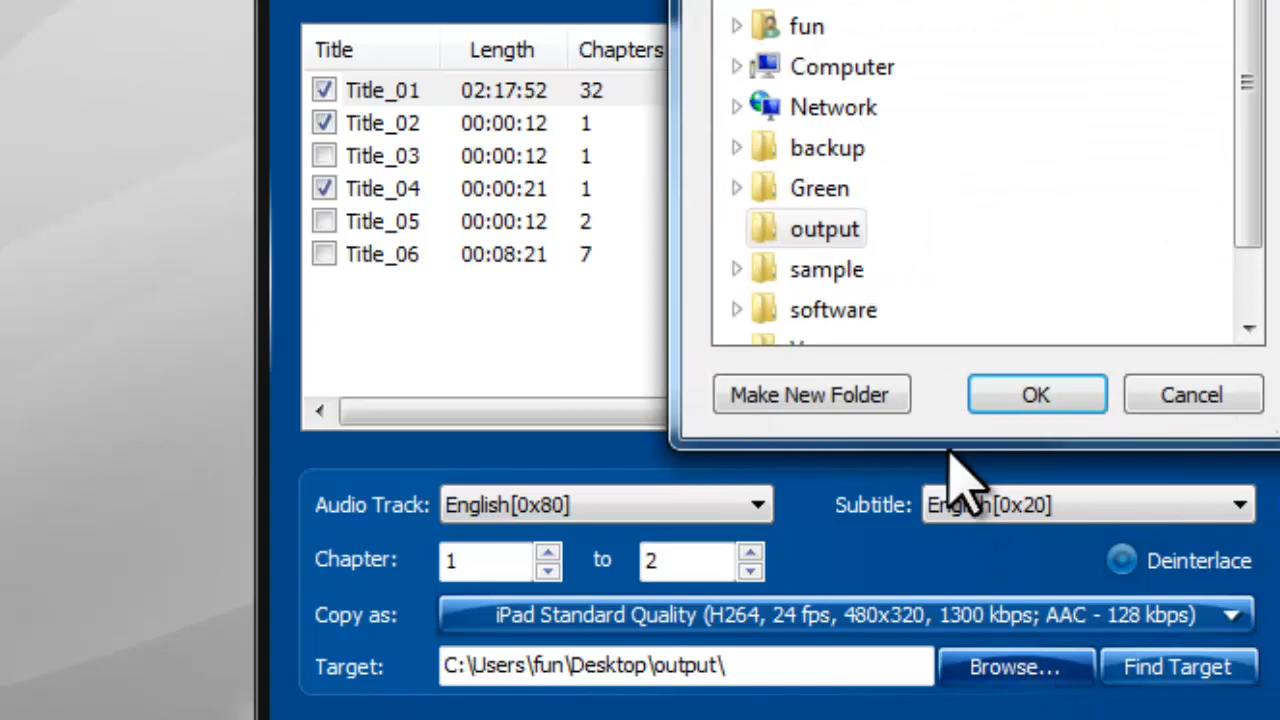 Title Length Chapters
Title_01 02:17:52 32
Title_02 00:00:12 1
Title_03 00:00:12 1
Title_04 00:00:21 1
Title_05 00:00:12 2
Title_06 00:08:21 7
fun
Computer
Network
backup
Green
output
sample
software
Make New Folder OK Cancel
Audio Track: English[0x80] Subtitle: English[0x20]
Chapter: 1 to 2 Deinterlace
Copy as: iPad Standard Quality (H264, 24 fps, 480x320, 1300 kbps; AAC - 128 kbps)
Target: C:\Users\fun\Desktop\output\ Browse... Find Target